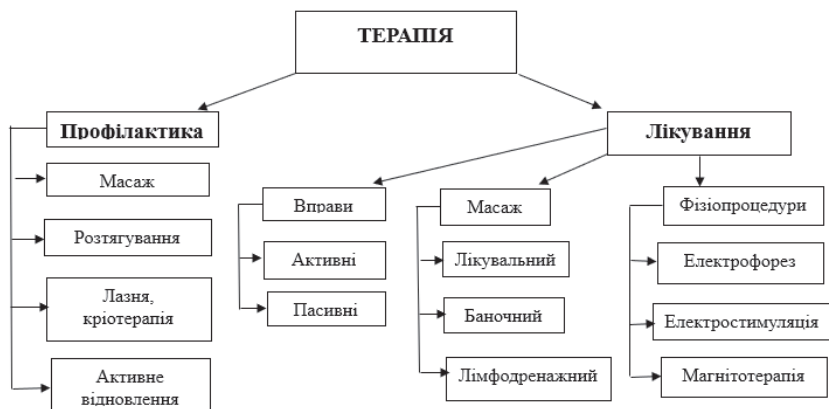 ТЕРАПІЯ
Профілактика
Масаж
Розтягування
Лазня,
кріотерапія
Активне
відновлення
Лікування
Вправи
Активні
Пасивні
Масаж
Лікувальний
Баночний
Лімфодренажний
Фізіопроцедури
Електрофорез
Електростимуляція
Магнітотерапія